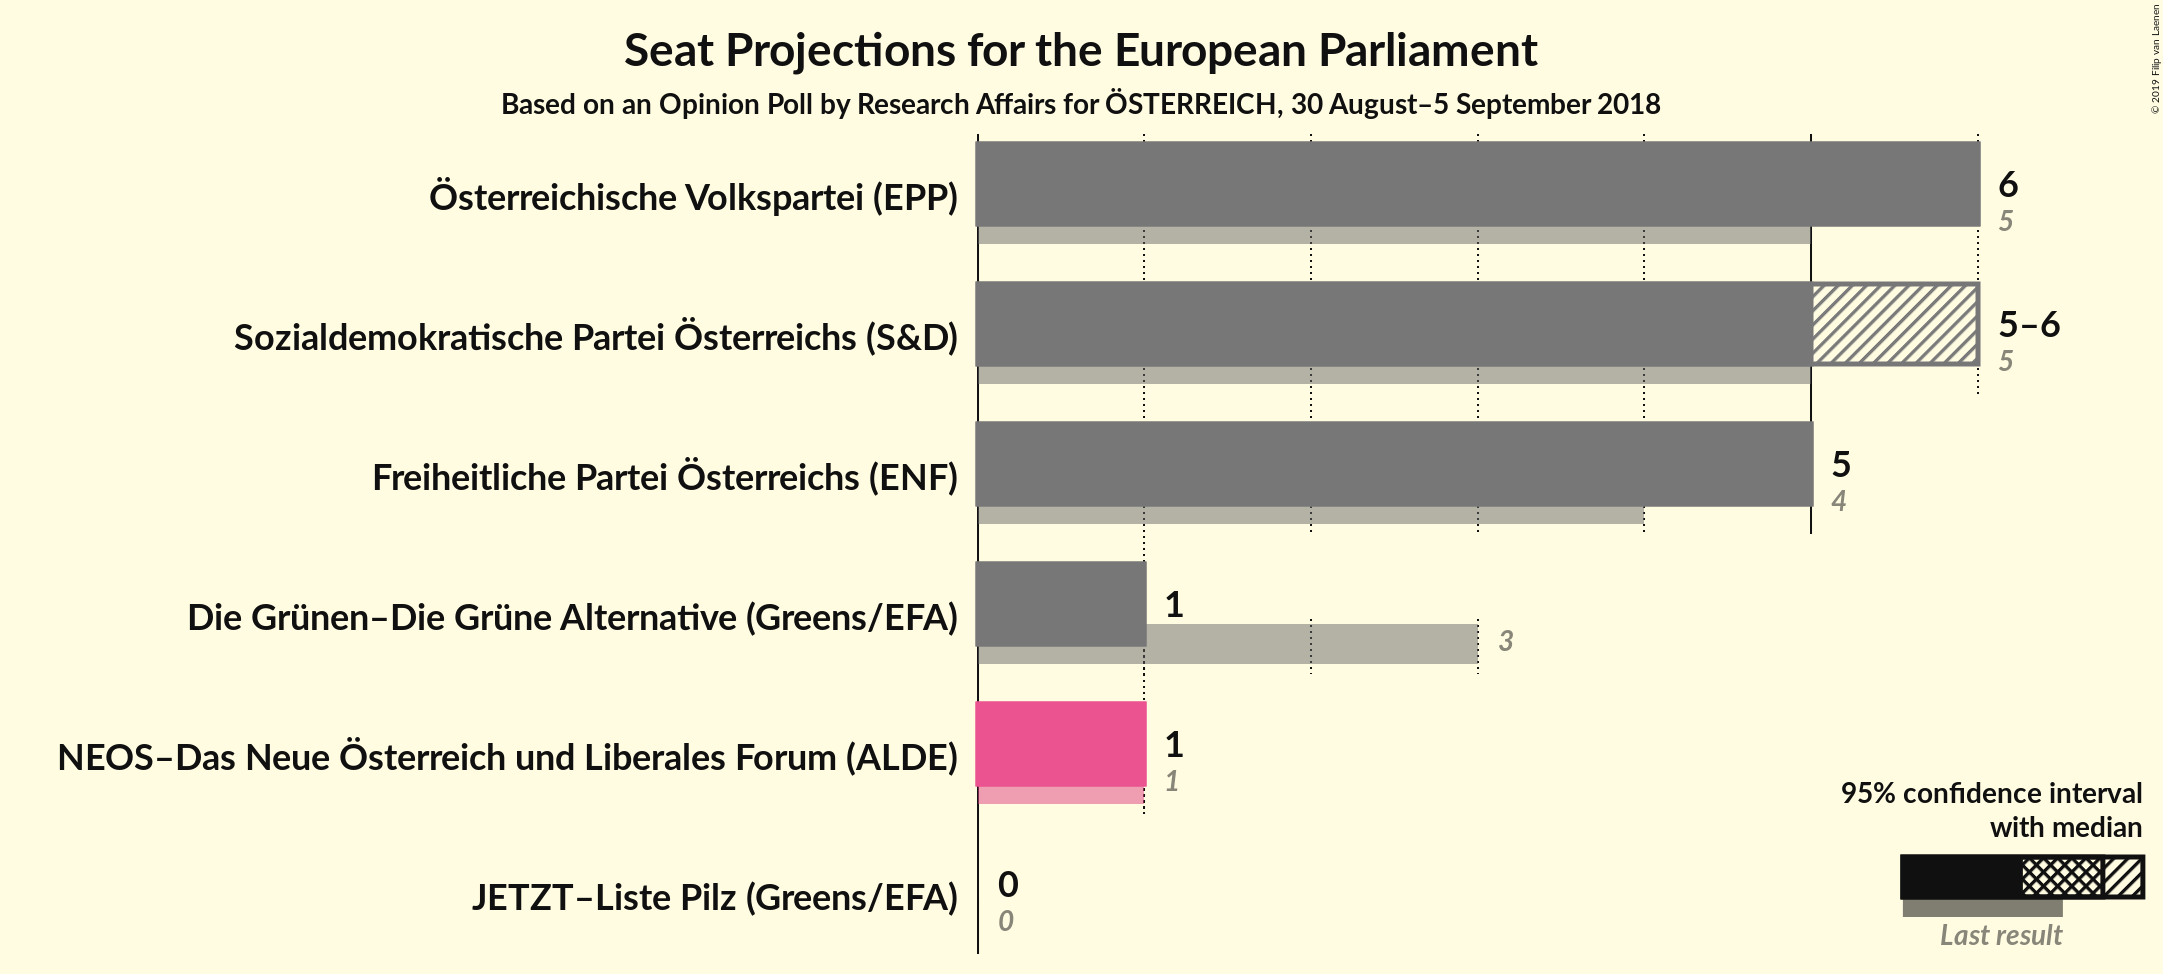 Seat Projections for the European Parliament
Based on an Opinion Poll by Research Affairs for ÖSTERREICH, 30 August–5 September 2018
© 2019 Filip van Laenen
Österreichische Volkspartei (EPP)
6
5
Sozialdemokratische Partei Österreichs (S&D)
5–6
5
Freiheitliche Partei Österreichs (ENF)
5
4
Die Grünen–Die Grüne Alternative (Greens/EFA)
1
3
NEOS–Das Neue Österreich und Liberales Forum (ALDE)
1
1
JETZT–Liste Pilz (Greens/EFA)
0
0
95% confidence interval
with median
Last result